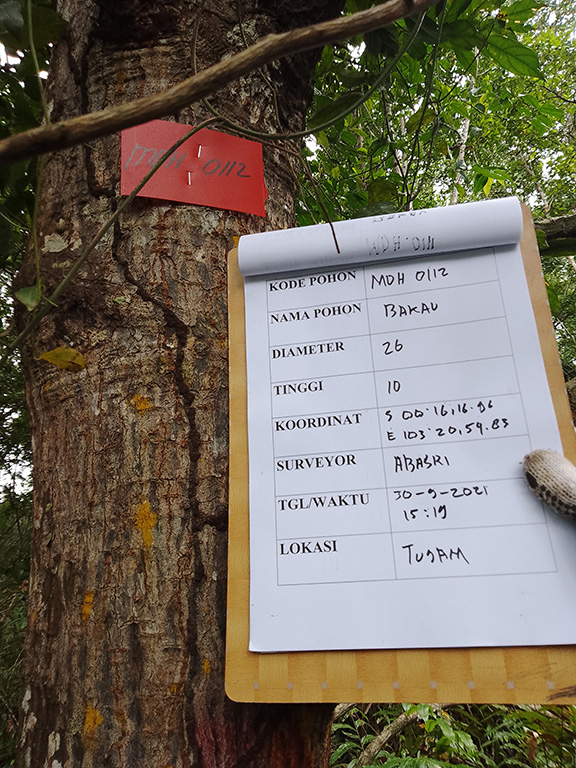 MDH 0112
MDH 0111
KODE POHON MDH 0112
NAMA POHON BAKAU
DIAMETER 26
TINGGI 10
KOORDINAT S 00°16,16.96
E 103°20,54.83
SURVEYOR ABASRI
TGL/WAKTU 30-9-2021
15:19
LOKASI TUJAM